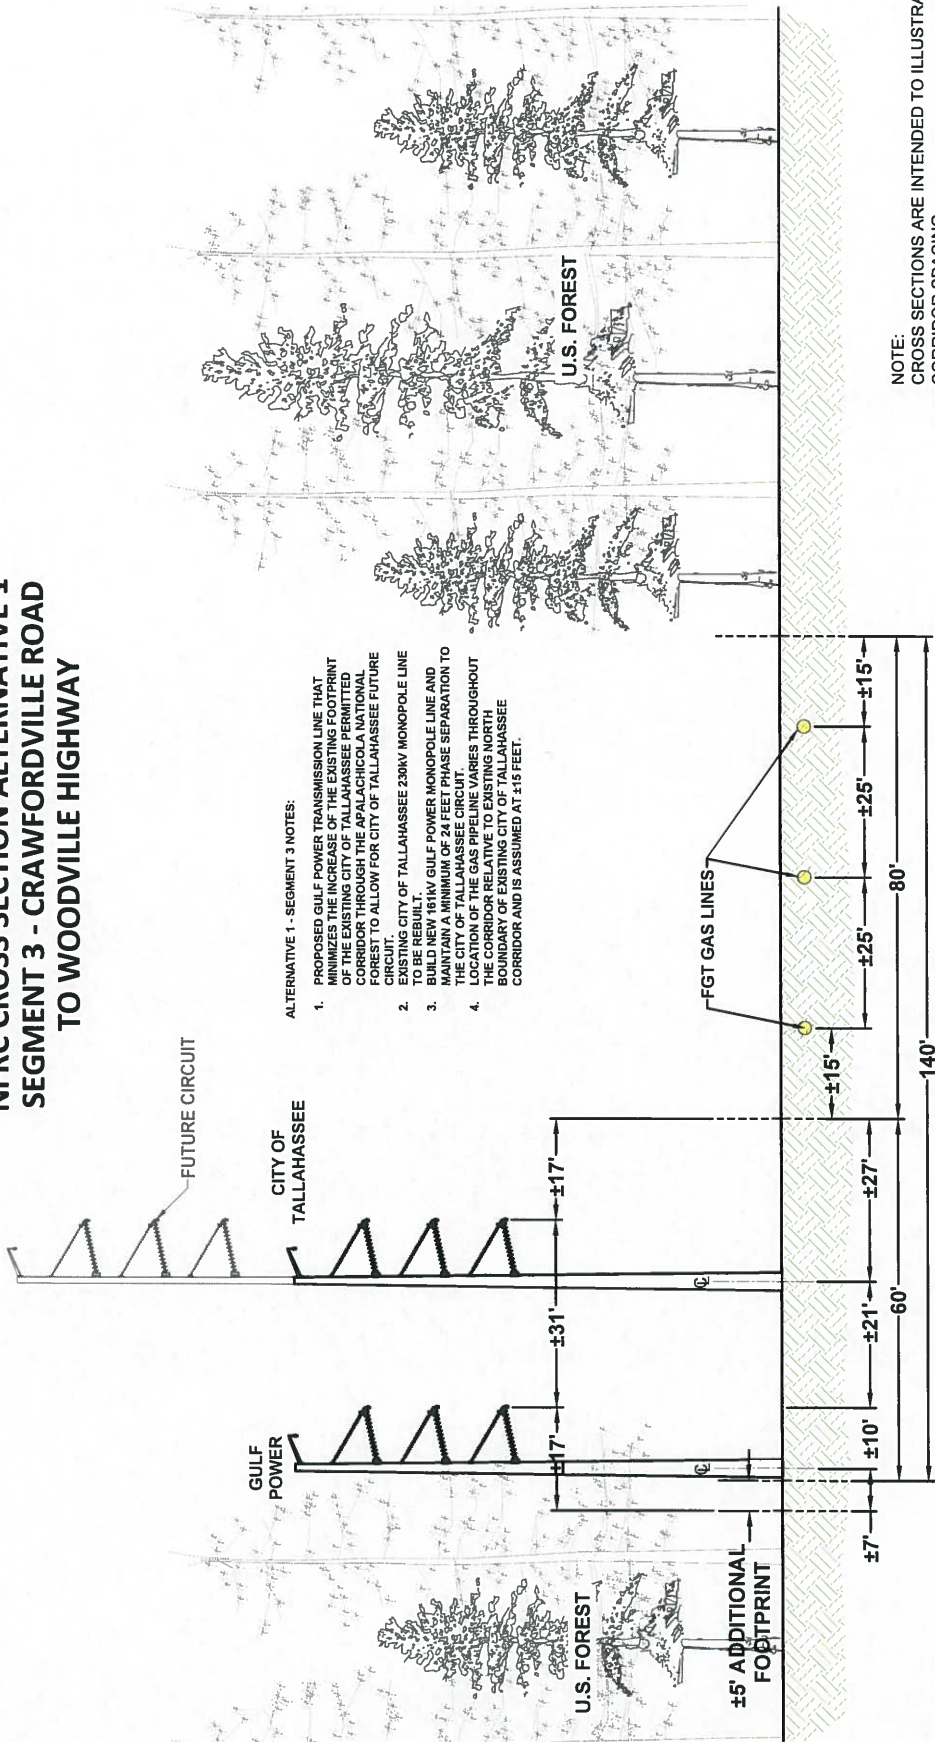 SEGMENT 3 - CRAWFORDVILLE ROAD
TO WOODVILLE HIGHWAY
FUTURE CIRCUIT
CITY OF
TALLAHASSEE
GULF
POWER
ALTERNATIVE 1 - SEGMENT 3 NOTES:
1. PROPOSED GULF POWER TRANSMISSION LINE THAT
MINIMIZES THE INCREASE OF THE EXISTING FOOTPRINT
OF THE EXISTING CITY OF TALLAHASSEE PERMITTED
CORRIDOR THROUGH THE APALACHICOLA NATIONAL
FOREST TO ALLOW FOR CITY OF TALLAHASSEE FUTURE
CIRCUIT.
2. EXISTING CITY OF TALLAHASSEE 230kV MONOPOLE LINE
TO BE REBUILT.
3. BUILD NEW 161kV GULF POWER MONOPOLE LINE AND
MAINTAIN A MINIMUM OF 24 FEET PHASE SEPARATION TO
THE CITY OF TALLAHASSEE CIRCUIT.
4. LOCATION OF THE GAS PIPELINE VARIES THROUGHOUT
THE CORRIDOR RELATIVE TO EXISTING NORTH
BOUNDARY OF EXISTING CITY OF TALLAHASSEE
CORRIDOR AND IS ASSUMED AT ±15 FEET.
U.S. FOREST
U.S. FOREST
±17'
±31'
±17'
℄
℄
FGT GAS LINES
±5' ADDITIONAL
FOOTPRINT
±15'
±7'
±10'
±21'
±27'
±25'
±25'
±15'
60'
80'
140'
NOTE:
CROSS SECTIONS ARE INTENDED TO